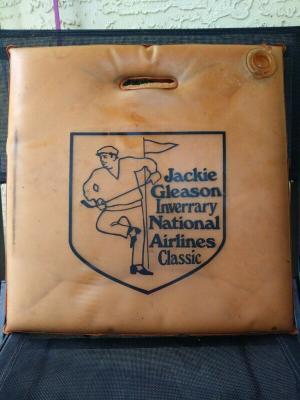 Jackie
Gleason
Inverrary
National
Airlines
Classic